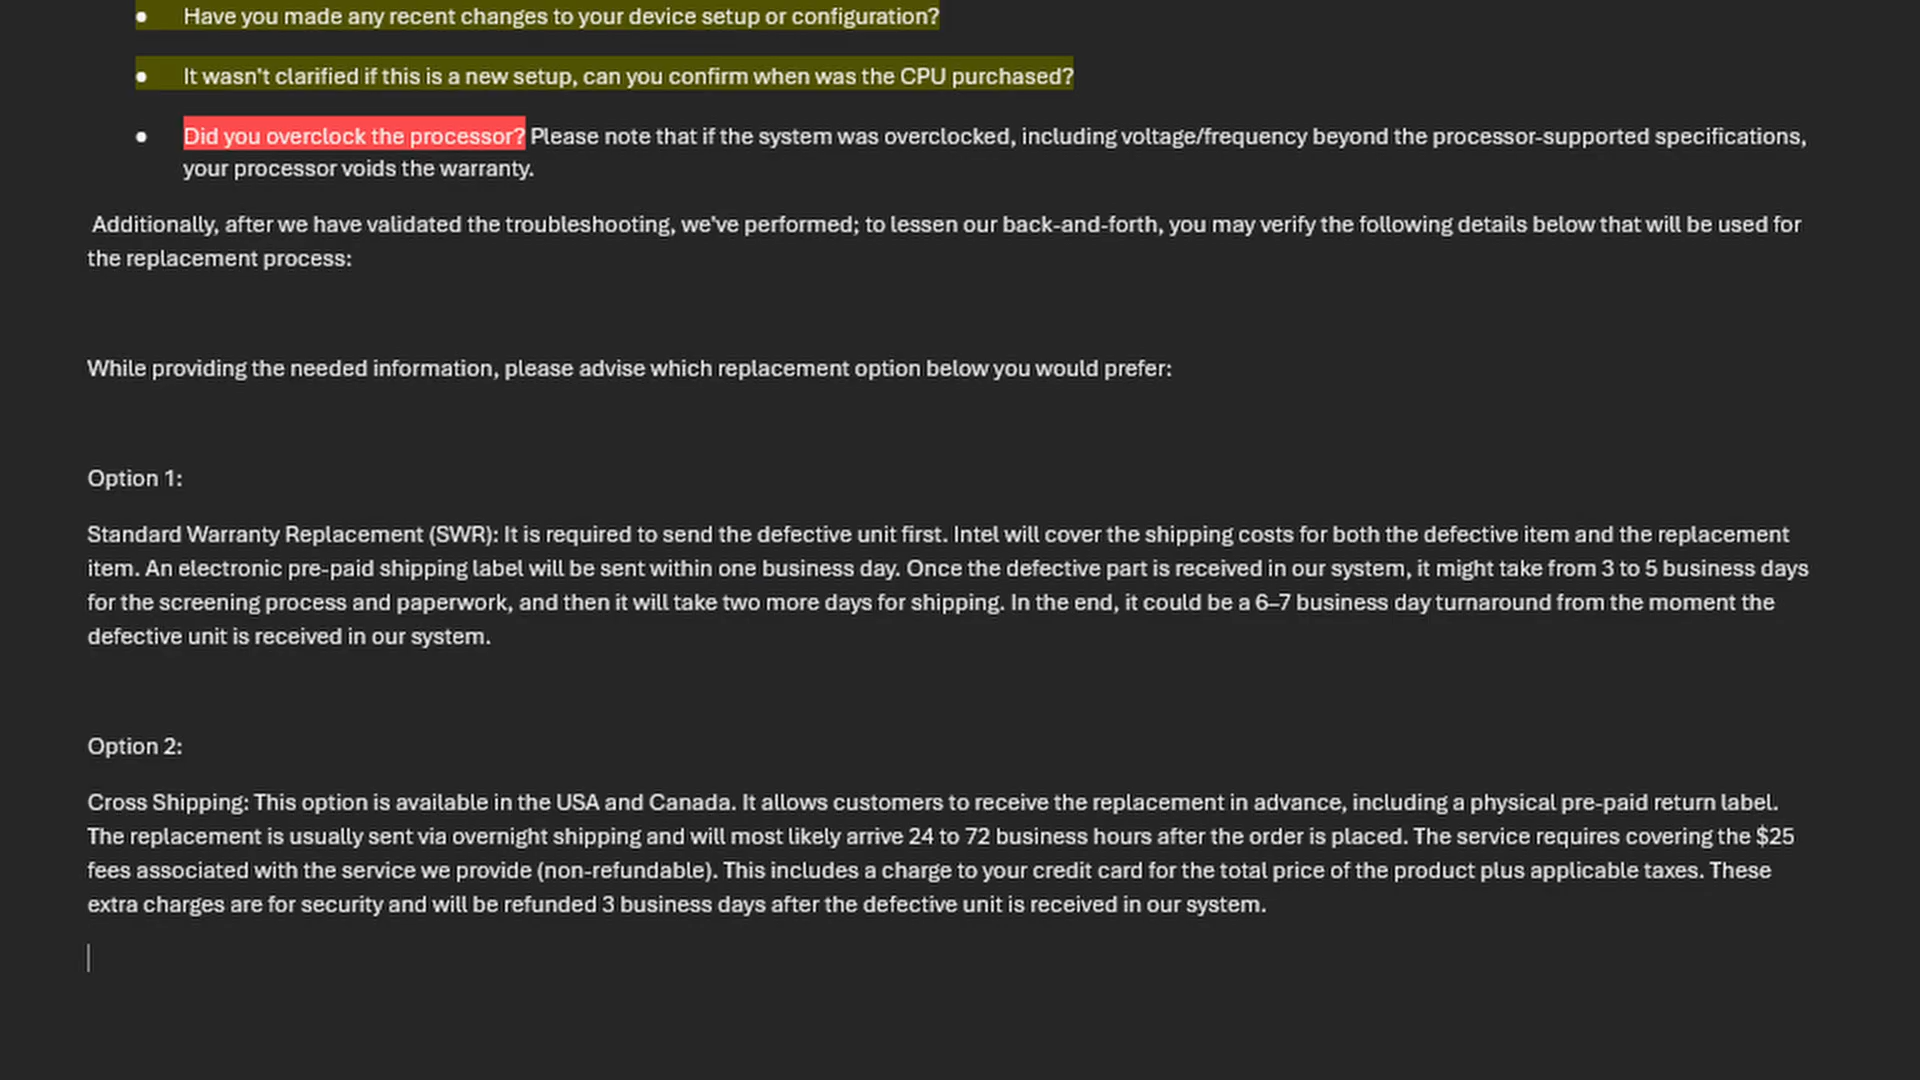 • Have you made any recent changes to your device setup or configuration?
• It wasn't clarified if this is a new setup, can you confirm when was the CPU purchased?
• Did you overclock the processor? Please note that if the system was overclocked, including voltage/frequency beyond the processor-supported specifications,
your processor voids the warranty.
Additionally, after we have validated the troubleshooting, we've performed; to lessen our back-and-forth, you may verify the following details below that will be used for
the replacement process:
While providing the needed information, please advise which replacement option below you would prefer:
Option 1:
Standard Warranty Replacement (SWR): It is required to send the defective unit first. Intel will cover the shipping costs for both the defective item and the replacement
item. An electronic pre-paid shipping label will be sent within one business day. Once the defective part is received in our system, it might take from 3 to 5 business days
for the screening process and paperwork, and then it will take two more days for shipping. In the end, it could be a 6–7 business day turnaround from the moment the
defective unit is received in our system.
Option 2:
Cross Shipping: This option is available in the USA and Canada. It allows customers to receive the replacement in advance, including a physical pre-paid return label.
The replacement is usually sent via overnight shipping and will most likely arrive 24 to 72 business hours after the order is placed. The service requires covering the $25
fees associated with the service we provide (non-refundable). This includes a charge to your credit card for the total price of the product plus applicable taxes. These
extra charges are for security and will be refunded 3 business days after the defective unit is received in our system.